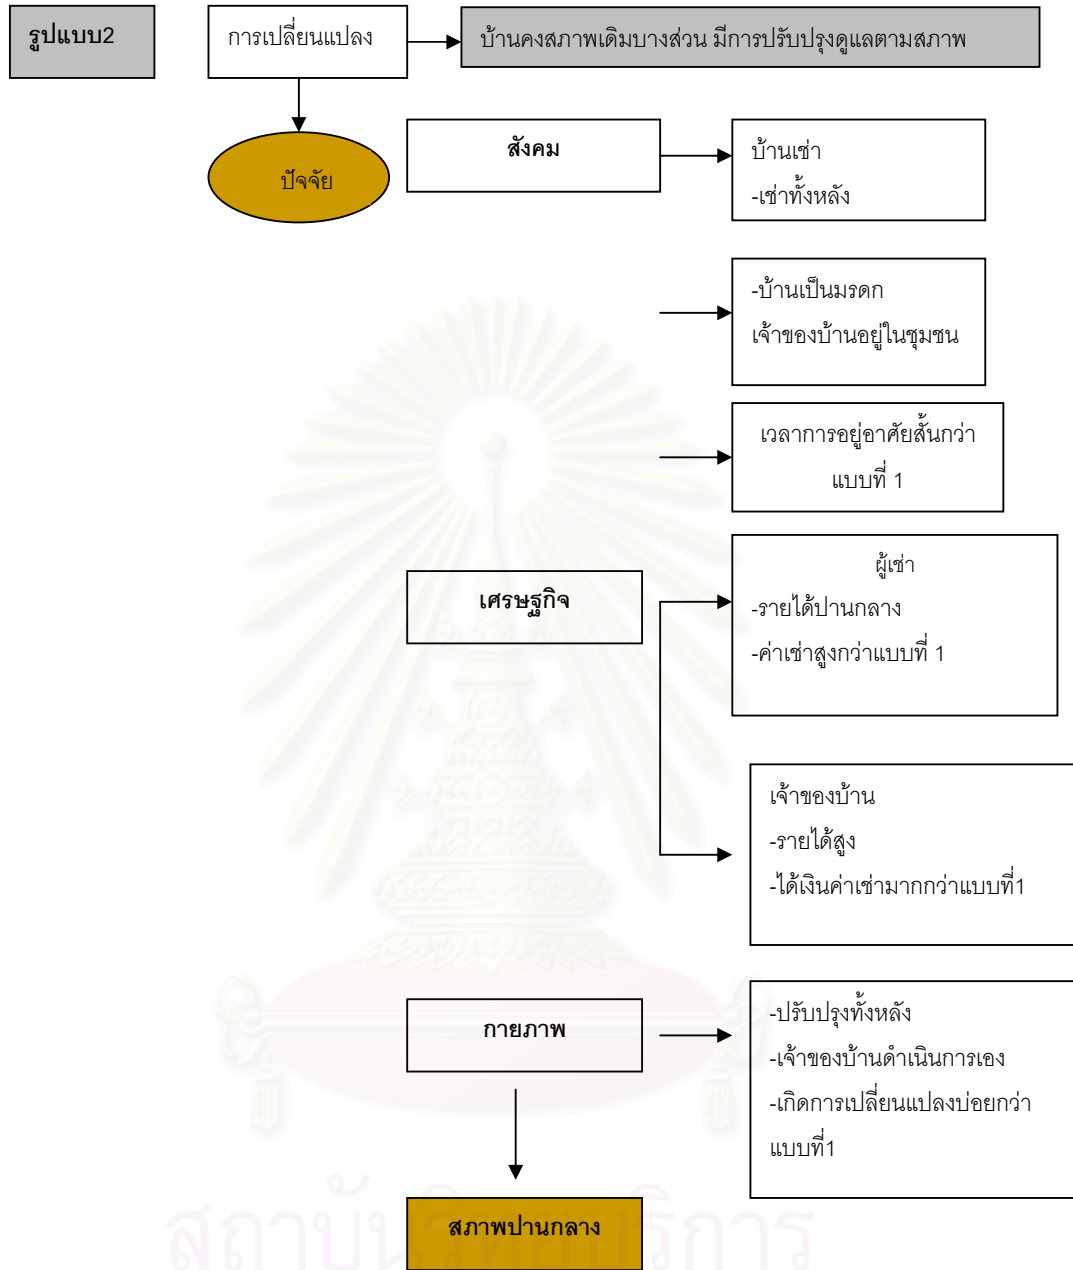 รูปแบบ2
การเปลี่ยนแปลง
บ้านคงสภาพเดิมบางส่วน มีการปรับปรุงดูแลตามสภาพ
ปัจจัย
สังคม
บ้านเช่า
-เช่าทั้งหลัง
-บ้านเป็นมรดก
เจ้าของบ้านอยู่ในชุมชน
เวลาการอยู่อาศัยสั้นกว่า
แบบที่ 1
เศรษฐกิจ
ผู้เช่า
-รายได้ปานกลาง
-ค่าเช่าสูงกว่าแบบที่ 1
เจ้าของบ้าน
-รายได้สูง
-ได้เงินค่าเช่ามากกว่าแบบที่1
กายภาพ
-ปรับปรุงทั้งหลัง
-เจ้าของบ้านดำเนินการเอง
-เกิดการเปลี่ยนแปลงบ่อยกว่า
แบบที่1
สภาพปานกลาง
สถาบันวิทยบริการ